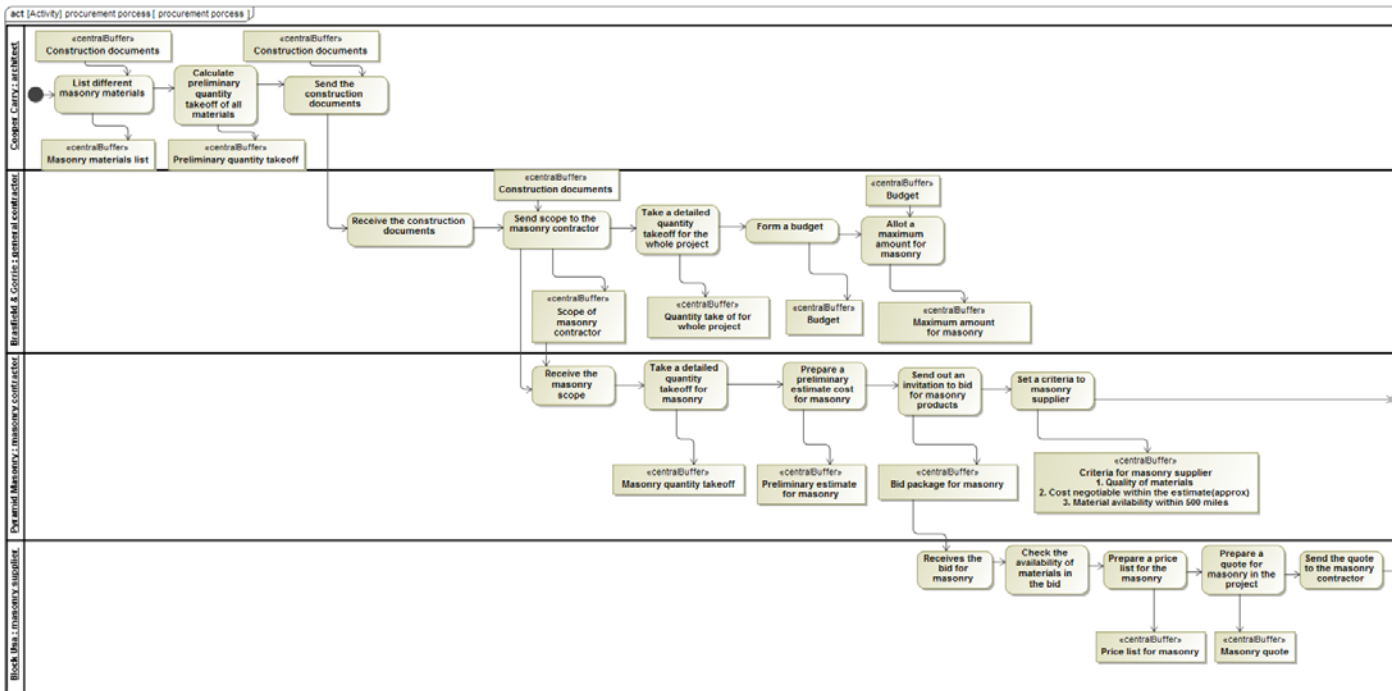 act [Activity] procurement porcess [ procurement porcess ]
Cooper Carry : architect
«centralBuffer»
Construction documents
«centralBuffer»
Construction documents
List different
masonry materials
Calculate
preliminary
quantity
takeoff of all
materials
Send the
construction
documents
«centralBuffer»
Masonry materials list
«centralBuffer»
Preliminary quantity takeoff
Brasfield & Gorrie : general contractor
«centralBuffer»
Construction documents
«centralBuffer»
Budget
Receive the construction
documents
Send scope to the
masonry contractor
Take a detailed
quantity
takeoff for the
whole project
Form a budget
Allot a
maximum
amount for
masonry
«centralBuffer»
Scope of
masonry
contractor
«centralBuffer»
Quantity take of for
whole project
«centralBuffer»
Budget
«centralBuffer»
Maximum amount
for masonry
Pyramid Masonry : masonry contractor
Receive the
masonry
scope
Take a detailed
quantity
takeoff for
masonry
Prepare a
preliminary
estimate cost
for masonry
Send out an
invitation to bid
for masonry
products
Set a criteria to
masonry
supplier
«centralBuffer»
Masonry quantity takeoff
«centralBuffer»
Preliminary estimate
for masonry
«centralBuffer»
Bid package for masonry
«centralBuffer»
Criteria for masonry supplier
1. Quality of materials
2. Cost negotiable within the estimate(approx)
3. Material avilability within 500 miles
Block Usa : masonry supplier
Receives the
bid for
masonry
Check the
availability of
materials in
the bid
Prepare a price
list for the
masonry
Prepare a
quote for
masonry in the
project
Send the quote
to the masonry
contractor
«centralBuffer»
Price list for masonry
«centralBuffer»
Masonry quote